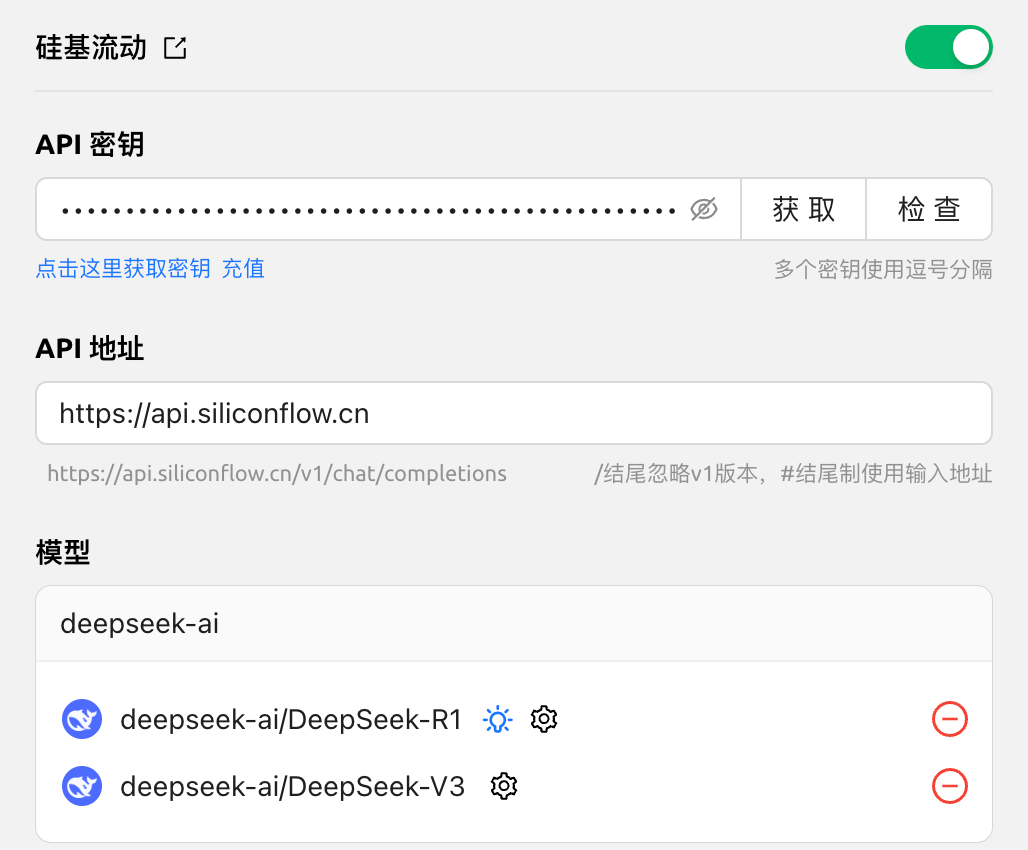 硅基流动
API 密钥
获 取
检 查
点击这里获取密钥 充值
多个密钥使用逗号分隔
API 地址
https://api.siliconflow.cn
https://api.siliconflow.cn/v1/chat/completions
/结尾忽略v1版本，#结尾制使用输入地址
模型
deepseek-ai
deepseek-ai/DeepSeek-R1
deepseek-ai/DeepSeek-V3